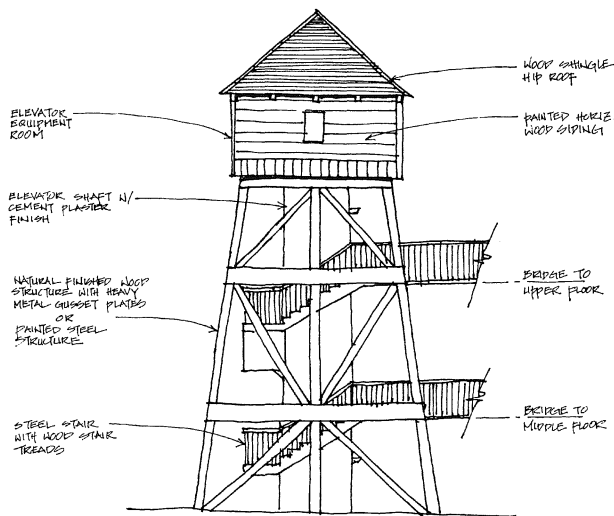 WOOD SHINGLE
HIP ROOF
ELEVATOR
EQUIPMENT
ROOM
PAINTED HORIZ
WOOD SIDING
ELEVATOR SHAFT W/
CEMENT PLASTER
FINISH
NATURAL FINISHED WOOD
STRUCTURE WITH HEAVY
METAL GUSSET PLATES
OR
PAINTED STEEL
STRUCTURE
BRIDGE TO
UPPER FLOOR
STEEL STAIR
WITH WOOD STAIR
TREADS
BRIDGE TO
MIDDLE FLOOR